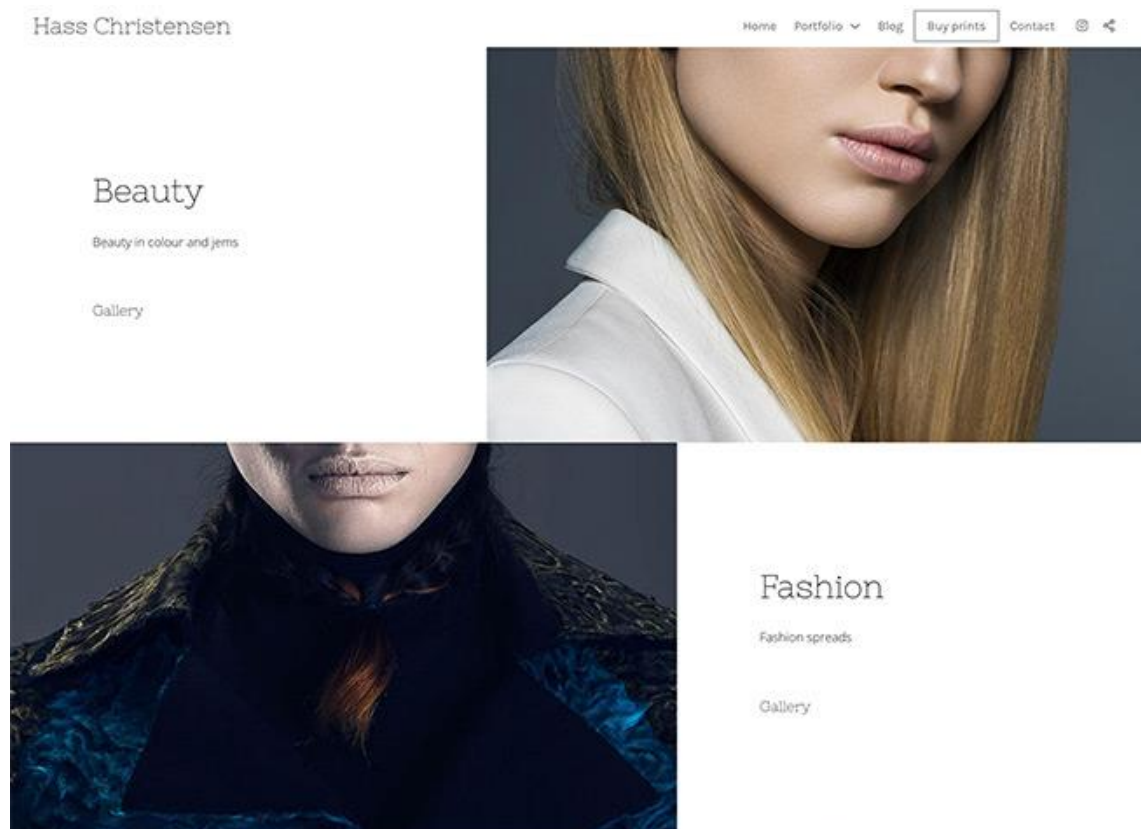 Hass Christensen
Home Portfolio Blog Buy prints Contact
Beauty
Beauty in colour and jems
Gallery
Fashion
Fashion spreads
Gallery